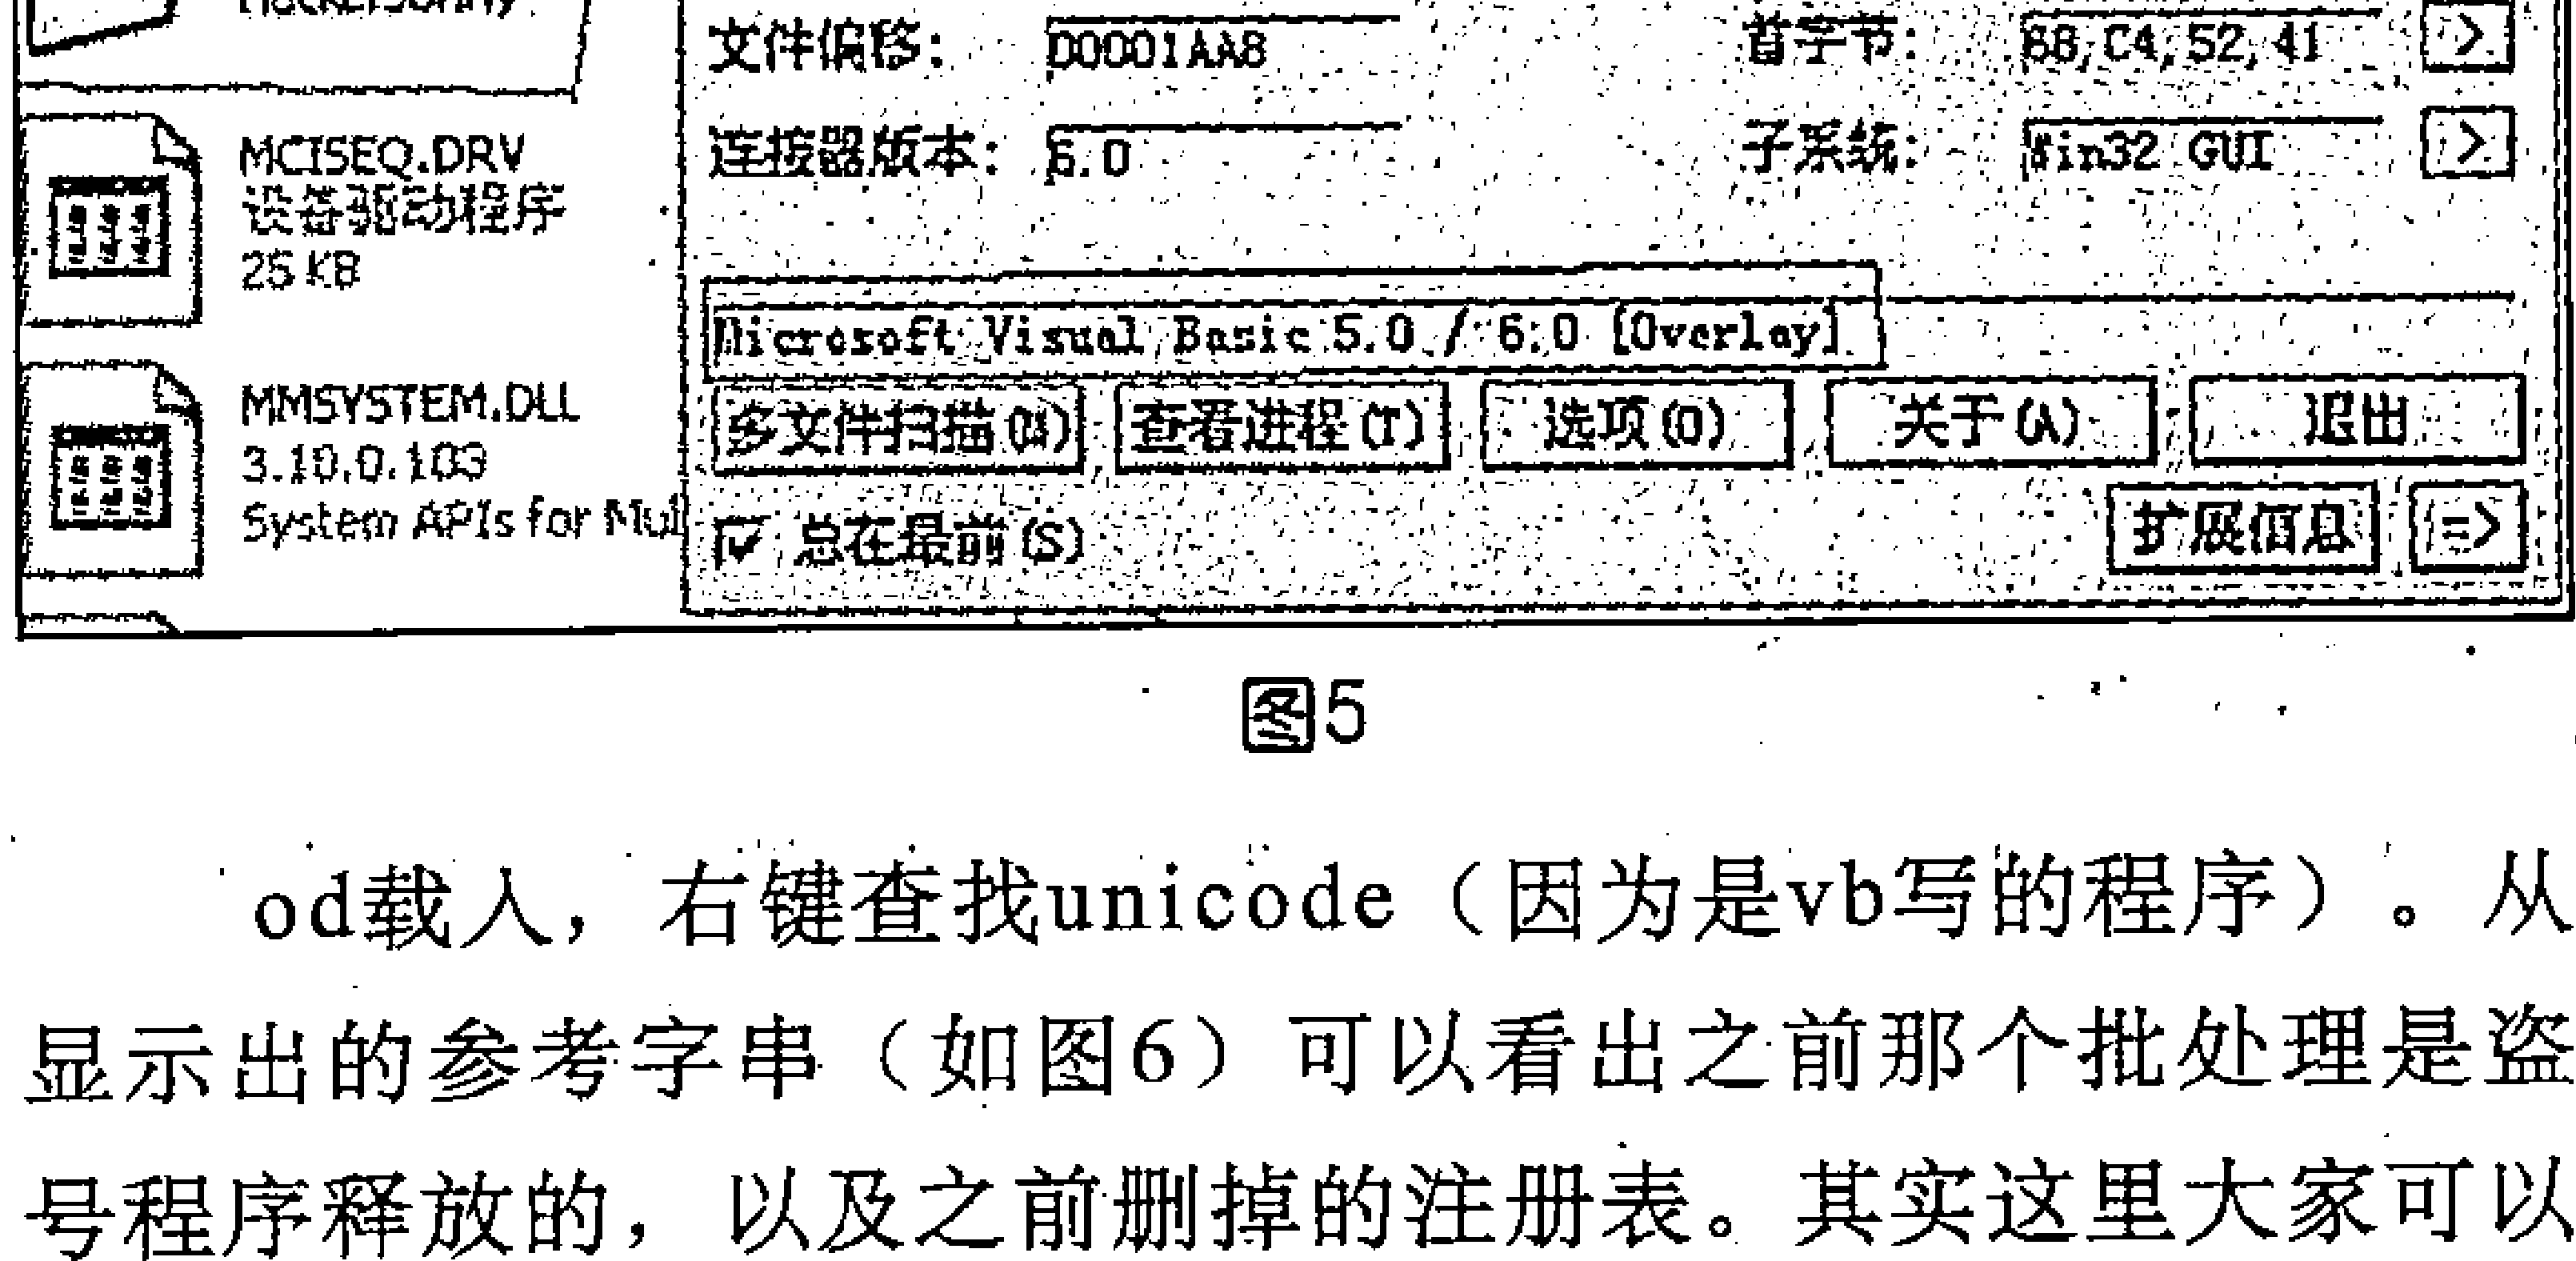 文件偏移: 00001AA8 首字节: 68,C4,52,41 >
MCISEQ.DRV
设备驱动程序
25 KB
连接器版本: 6.0 子系统: Win32 GUI >
Microsoft Visual Basic 5.0 / 6.0 [Overlay]
MMSYSTEM.DLL
3.10.0.103
System APIs for Mul
多文件扫描(M) 查看进程(T) 选项(O) 关于(A) 退出
总在最前(S) 扩展信息 =>
图5
od载人，右键查找unicode（因为是vb写的程序）。从
显示出的参考字串（如图6）可以看出之前那个批处理是盗
号程序释放的，以及之前删掉的注册表。其实这里大家可以